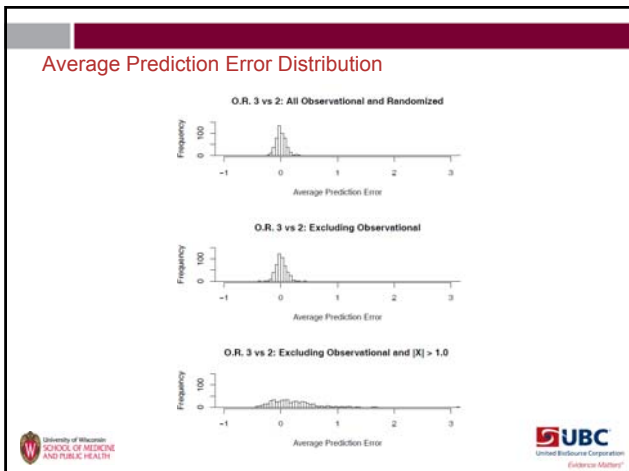 Average Prediction Error Distribution
O.R. 3 vs 2: All Observational and Randomized
Frequency
0 100
-1 0 1 2 3
Average Prediction Error
O.R. 3 vs 2: Excluding Observational
Frequency
0 100
-1 0 1 2 3
Average Prediction Error
O.R. 3 vs 2: Excluding Observational and |X| > 1.0
Frequency
0 100
-1 0 1 2 3
Average Prediction Error
University of Wisconsin
SCHOOL OF MEDICINE
AND PUBLIC HEALTH
UBC
United BioSource Corporation
Evidence Matters®